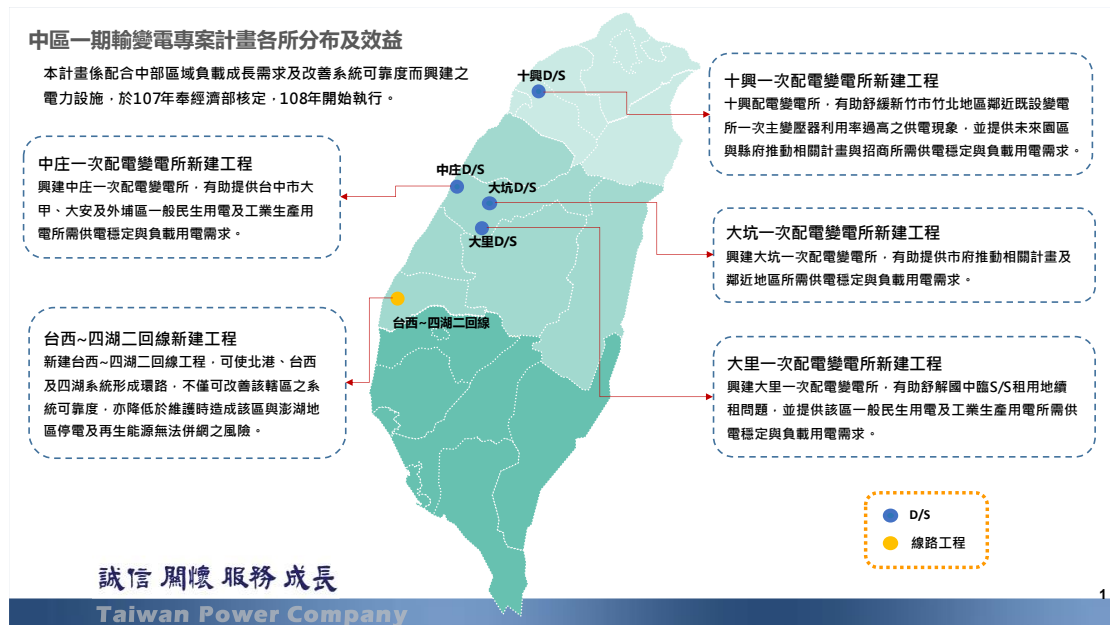 中區一期輸變電專案計畫各所分布及效益
本計畫係配合中部區域負載成長需求及改善系統可靠度而興建之
電力設施，於107年奉經濟部核定，108年開始執行。
中庄一次配電變電所新建工程
興建中庄一次配電變電所，有助提供台中市大
甲、大安及外埔區一般民生用電及工業生產用
電所需供電穩定與負載用電需求。
台西~四湖二回線新建工程
新建台西~四湖二回線工程，可使北港、台西
及四湖系統形成環路，不僅可改善該轄區之系
統可靠度，亦降低於維護時造成該區與澎湖地
區停電及再生能源無法併網之風險。
十興D/S
中庄D/S
大坑D/S
大里D/S
台西~四湖二回線
十興一次配電變電所新建工程
十興配電變電所，有助舒緩新竹市竹北地區鄰近既設變電
所一次主變壓器利用率過高之供電現象，並提供未來園區
與縣府推動相關計畫與招商所需供電穩定與負載用電需求。
大坑一次配電變電所新建工程
興建大坑一次配電變電所，有助提供市府推動相關計畫及
鄰近地區所需供電穩定與負載用電需求。
大里一次配電變電所新建工程
興建大里一次配電變電所，有助舒解國中臨S/S租用地續
租問題，並提供該區一般民生用電及工業生產用電所需供
電穩定與負載用電需求。
D/S
線路工程
誠信 關懷 服務 成長
Taiwan Power Company
1